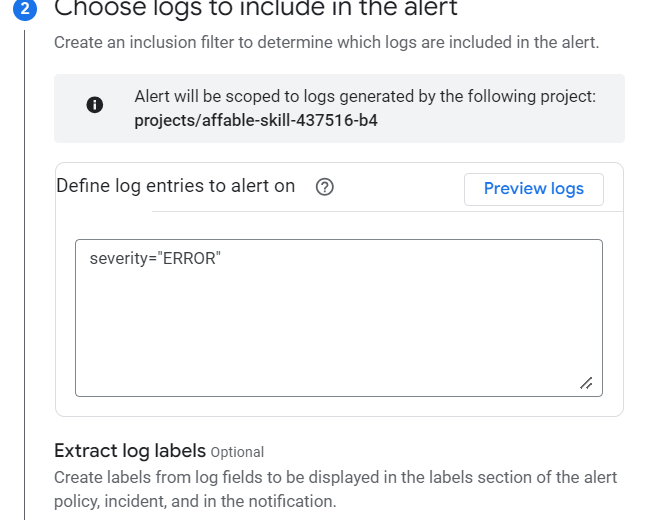 2 Choose logs to include in the alert
Create an inclusion filter to determine which logs are included in the alert.
Alert will be scoped to logs generated by the following project:
projects/affable-skill-437516-b4
Define log entries to alert on
Preview logs
severity="ERROR"
Extract log labels Optional
Create labels from log fields to be displayed in the labels section of the alert
policy, incident, and in the notification.